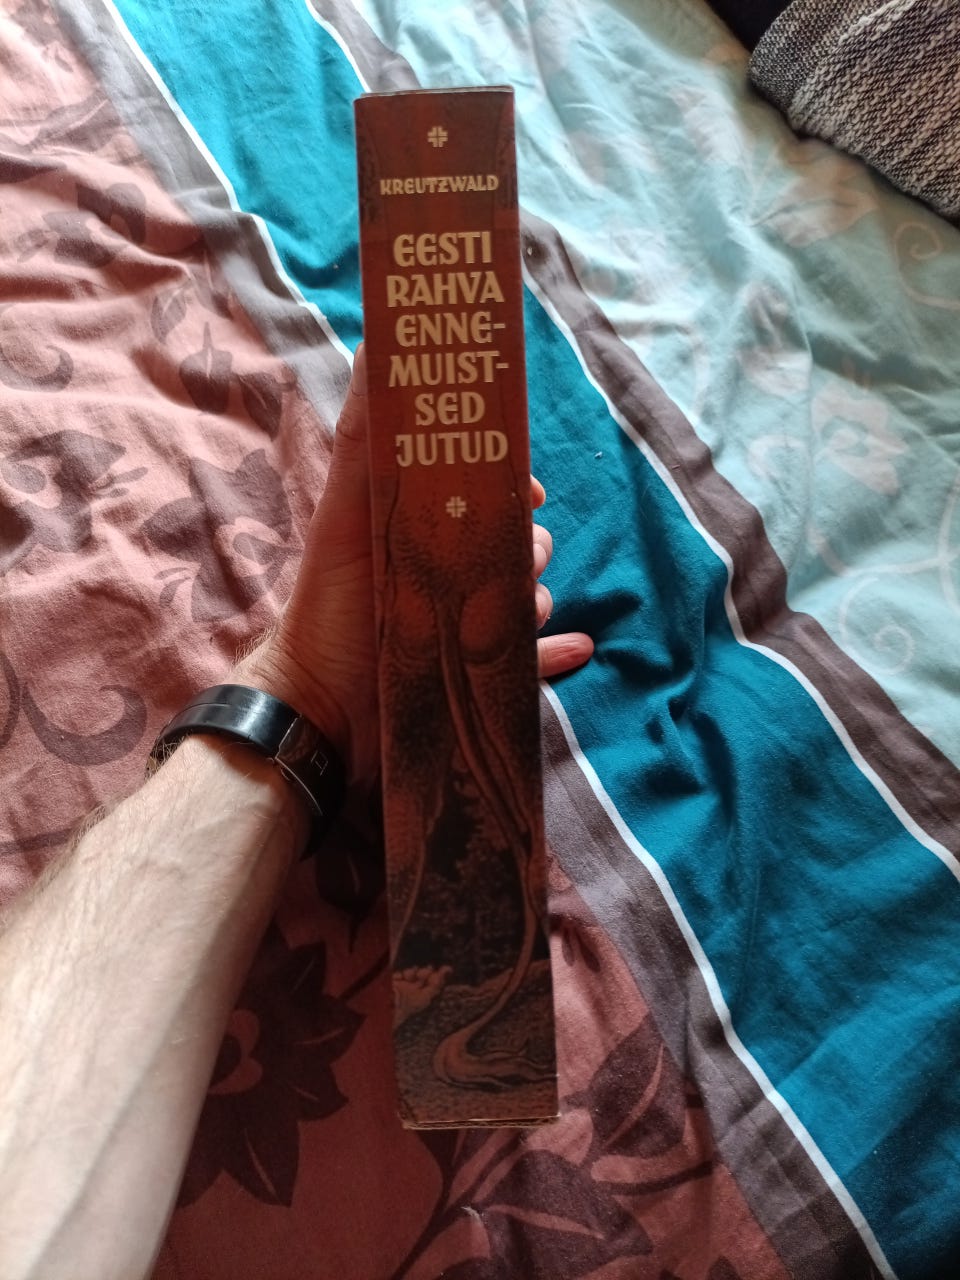 KREUTZWALD
EESTI
RAHVA
ENNE-
MUIST-
SED
JUTUD